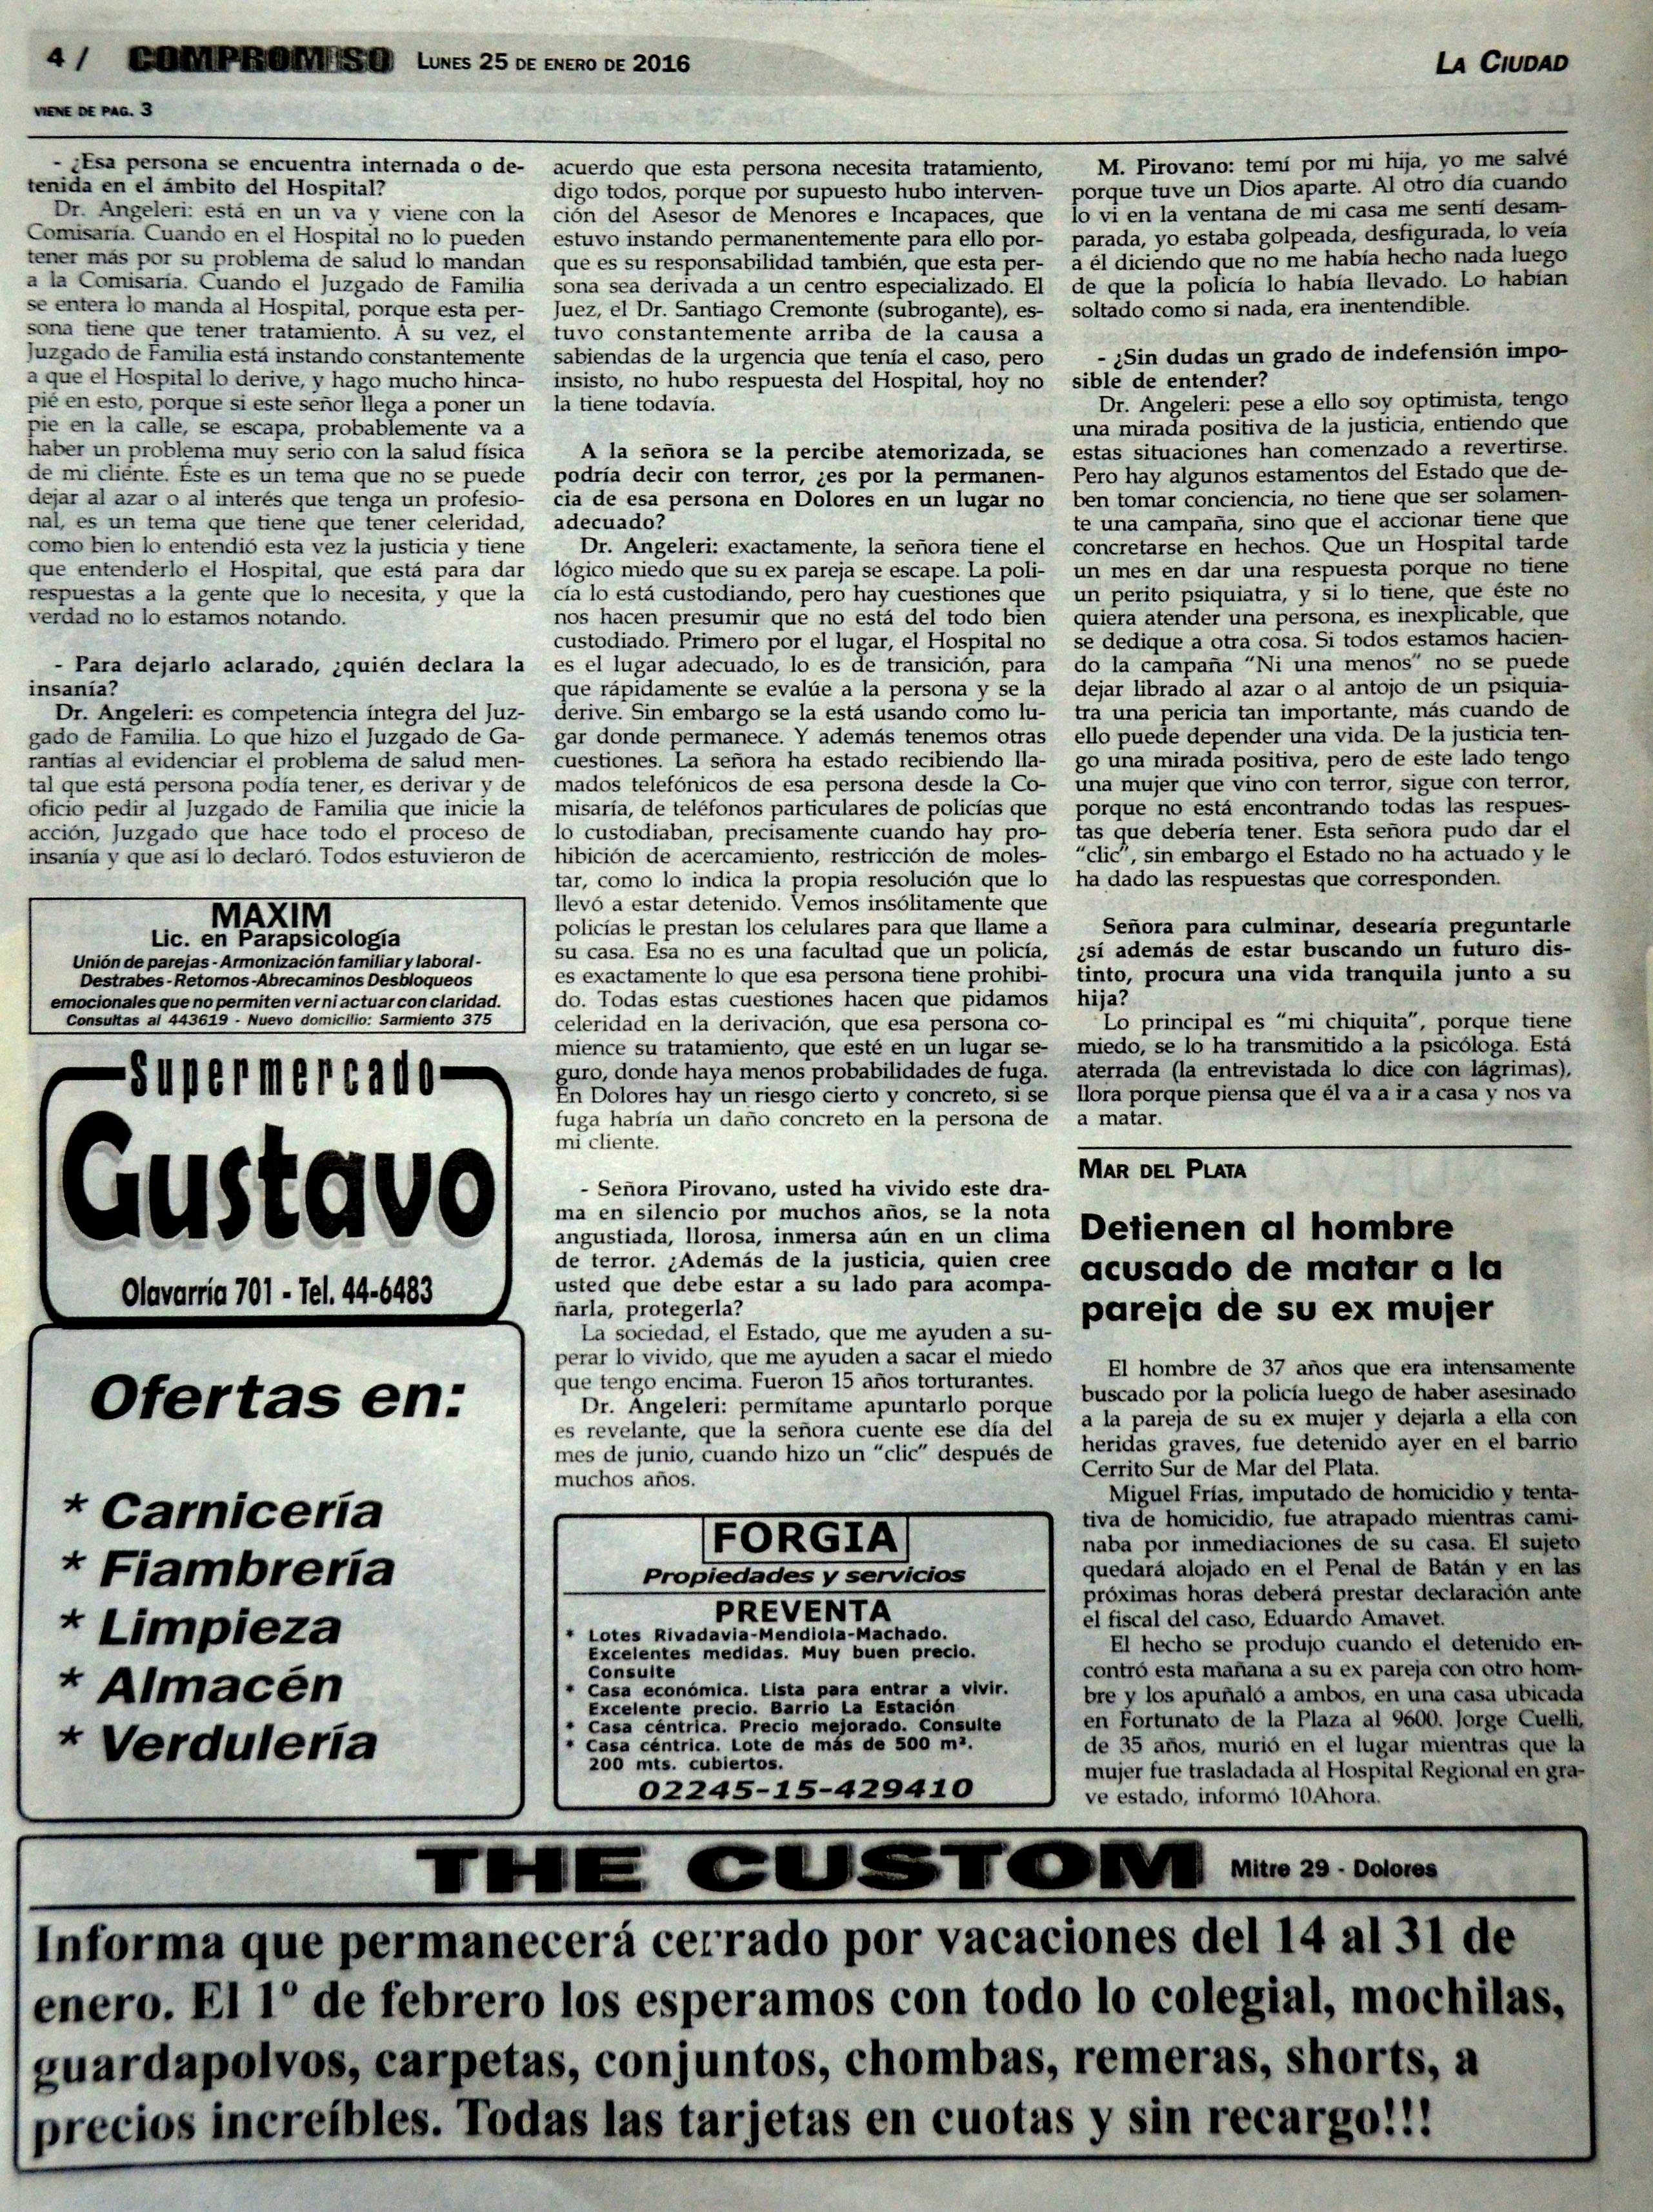 4 / COMPROMISO LUNES 25 DE ENERO DE 2016
LA CIUDAD
VIENE DE PAG. 3
- ¿Esa persona se encuentra internada o de-
tenida en el ámbito del Hospital?
Dr. Angeleri: está en un va y viene con la
Comisaría. Cuando en el Hospital no lo pueden
tener más por su problema de salud lo mandan
a la Comisaría. Cuando el Juzgado de Familia
se entera lo manda al Hospital, porque esta per-
sona tiene que tener tratamiento. A su vez, el
Juzgado de Familia está instando constantemente
a que el Hospital lo derive, y hago mucho hinca-
pié en esto, porque si este señor llega a poner un
pie en la calle, se escapa, probablemente va a
haber un problema muy serio con la salud física
de mi cliente. Este es un tema que no se puede
dejar al azar o al interés que tenga un profesio-
nal, es un tema que tiene que tener celeridad,
como bien lo entendió esta vez la justicia y tiene
que entenderlo el Hospital, que está para dar
respuestas a la gente que lo necesita, y que la
verdad no lo estamos notando.
- Para dejarlo aclarado, ¿quién declara la
insanía?
Dr. Angeleri: es competencia íntegra del Juz-
gado de Familia. Lo que hizo el Juzgado de Ga-
rantías al evidenciar el problema de salud men-
tal que está persona podía tener, es derivar y de
oficio pedir al Juzgado de Familia que inicie la
acción, Juzgado que hace todo el proceso de
insanía y que así lo declaró. Todos estuvieron de
MAXIM
Lic. en Parapsicología
Unión de parejas - Armonización familiar y laboral -
Destrabes - Retornos - Abrecaminos Desbloqueos
emocionales que no permiten ver ni actuar con claridad.
Consultas al 443619 - Nuevo domicilio: Sarmiento 375
Supermercado
Gustavo
Olavarría 701 - Tel. 44-6483
Ofertas en:
* Carnicería
* Fiambrería
* Limpieza
* Almacén
* Verdulería
acuerdo que esta persona necesita tratamiento,
digo todos, porque por supuesto hubo interven-
ción del Asesor de Menores e Incapaces, que
estuvo instando permanentemente para ello por-
que es su responsabilidad también, que esta per-
sona sea derivada a un centro especializado. El
Juez, el Dr. Santiago Cremonte (subrogante), es-
tuvo constantemente arriba de la causa a
sabiendas de la urgencia que tenía el caso, pero
insisto, no hubo respuesta del Hospital, hoy no
la tiene todavía.
A la señora se la percibe atemorizada, se
podría decir con terror, ¿es por la permanen-
cia de esa persona en Dolores en un lugar no
adecuado?
Dr. Angeleri: exactamente, la señora tiene el
lógico miedo que su ex pareja se escape. La poli-
cía lo está custodiando, pero hay cuestiones que
nos hacen presumir que no está del todo bien
custodiado. Primero por el lugar, el Hospital no
es el lugar adecuado, lo es de transición, para
que rápidamente se evalúe a la persona y se la
derive. Sin embargo se la está usando como lu-
gar donde permanece. Y además tenemos otras
cuestiones. La señora ha estado recibiendo lla-
mados telefónicos de esa persona desde la Co-
misaría, de teléfonos particulares de policías que
lo custodiaban, precisamente cuando hay pro-
hibición de acercamiento, restricción de moles-
tar, como lo indica la propia resolución que lo
llevó a estar detenido. Vemos insólitamente que
policías le prestan los celulares para que llame a
su casa. Esa no es una facultad que un policía,
es exactamente lo que esa persona tiene prohibi-
do. Todas estas cuestiones hacen que pidamos
celeridad en la derivación, que esa persona co-
mience su tratamiento, que esté en un lugar se-
guro, donde haya menos probabilidades de fuga.
En Dolores hay un riesgo cierto y concreto, si se
fuga habría un daño concreto en la persona de
mi cliente.
- Señora Pirovano, usted ha vivido este dra-
ma en silencio por muchos años, se la nota
angustiada, llorosa, inmersa aún en un clima
de terror. ¿Además de la justicia, quien cree
usted que debe estar a su lado para acompa-
ñarla, protegerla?
La sociedad, el Estado, que me ayuden a su-
perar lo vivido, que me ayuden a sacar el miedo
que tengo encima. Fueron 15 años torturantes.
Dr. Angeleri: permítame apuntarlo porque
es revelante, que la señora cuente ese día del
mes de junio, cuando hizo un "clic" después de
muchos años.
FORGIA
Propiedades y servicios
PREVENTA
* Lotes Rivadavia-Mendiola-Machado.
Excelentes medidas. Muy buen precio.
Consulte
* Casa económica. Lista para entrar a vivir.
Excelente precio. Barrio La Estación
* Casa céntrica. Precio mejorado. Consulte
* Casa céntrica. Lote de más de 500 m².
200 mts. cubiertos.
02245-15-429410
M. Pirovano: temí por mi hija, yo me salvé
porque tuve un Dios aparte. Al otro día cuando
lo vi en la ventana de mi casa me sentí desam-
parada, yo estaba golpeada, desfigurada, lo veía
a él diciendo que no me había hecho nada luego
de que la policía lo había llevado. Lo habían
soltado como si nada, era inentendible.
- ¿Sin dudas un grado de indefensión impo-
sible de entender?
Dr. Angeleri: pese a ello soy optimista, tengo
una mirada positiva de la justicia, entiendo que
estas situaciones han comenzado a revertirse.
Pero hay algunos estamentos del Estado que de-
ben tomar conciencia, no tiene que ser solamen-
te una campaña, sino que el accionar tiene que
concretarse en hechos. Que un Hospital tarde
un mes en dar una respuesta porque no tiene
un perito psiquiatra, y si lo tiene, que éste no
quiera atender una persona, es inexplicable, que
se dedique a otra cosa. Si todos estamos hacien-
do la campaña "Ni una menos" no se puede
dejar librado al azar o al antojo de un psiquia-
tra una pericia tan importante, más cuando de
ello puede depender una vida. De la justicia ten-
go una mirada positiva, pero de este lado tengo
una mujer que vino con terror, sigue con terror,
porque no está encontrando todas las respues-
tas que debería tener. Esta señora pudo dar el
"clic", sin embargo el Estado no ha actuado y le
ha dado las respuestas que corresponden.
Señora para culminar, desearía preguntarle
¿sí además de estar buscando un futuro dis-
tinto, procura una vida tranquila junto a su
hija?
Lo principal es "mi chiquita", porque tiene
miedo, se lo ha transmitido a la psicóloga. Está
aterrada (la entrevistada lo dice con lágrimas),
llora porque piensa que él va a ir a casa y nos va
a matar.
MAR DEL PLATA
Detienen al hombre
acusado de matar a la
pareja de su ex mujer
El hombre de 37 años que era intensamente
buscado por la policía luego de haber asesinado
a la pareja de su ex mujer y dejarla a ella con
heridas graves, fue detenido ayer en el barrio
Cerrito Sur de Mar del Plata.
Miguel Frías, imputado de homicidio y tenta-
tiva de homicidio, fue atrapado mientras cami-
naba por inmediaciones de su casa. El sujeto
quedará alojado en el Penal de Batán y en las
próximas horas deberá prestar declaración ante
el fiscal del caso, Eduardo Amavet.
El hecho se produjo cuando el detenido en-
contró esta mañana a su ex pareja con otro hom-
bre y los apuñaló a ambos, en una casa ubicada
en Fortunato de la Plaza al 9600. Jorge Cuelli,
de 35 años, murió en el lugar mientras que la
mujer fue trasladada al Hospital Regional en gra-
ve estado, informó 10Ahora.
THE CUSTOM Mitre 29 - Dolores
Informa que permanecerá cerrado por vacaciones del 14 al 31 de
enero. El 1º de febrero los esperamos con todo lo colegial, mochilas,
guardapolvos, carpetas, conjuntos, chombas, remeras, shorts, a
precios increíbles. Todas las tarjetas en cuotas y sin recargo!!!